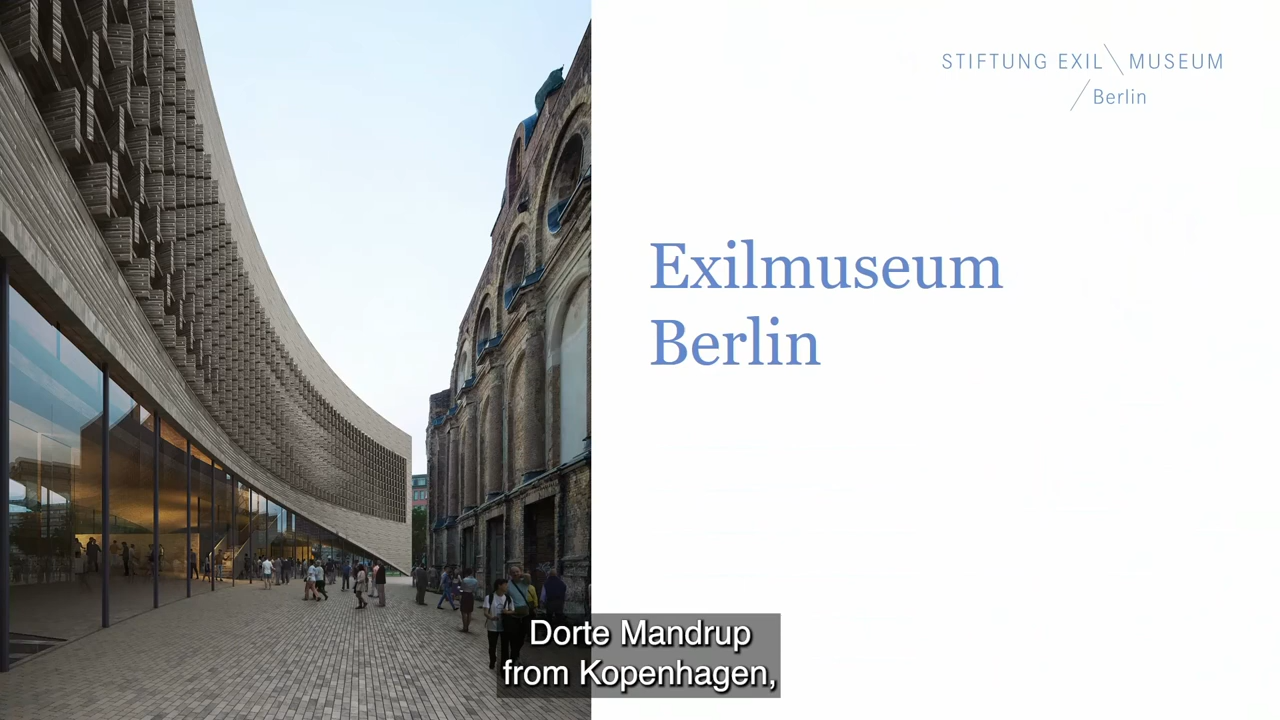 STIFTUNG EXIL\MUSEUM
/Berlin
Exilmuseum
Berlin
Dorte Mandrup
from Kopenhagen,